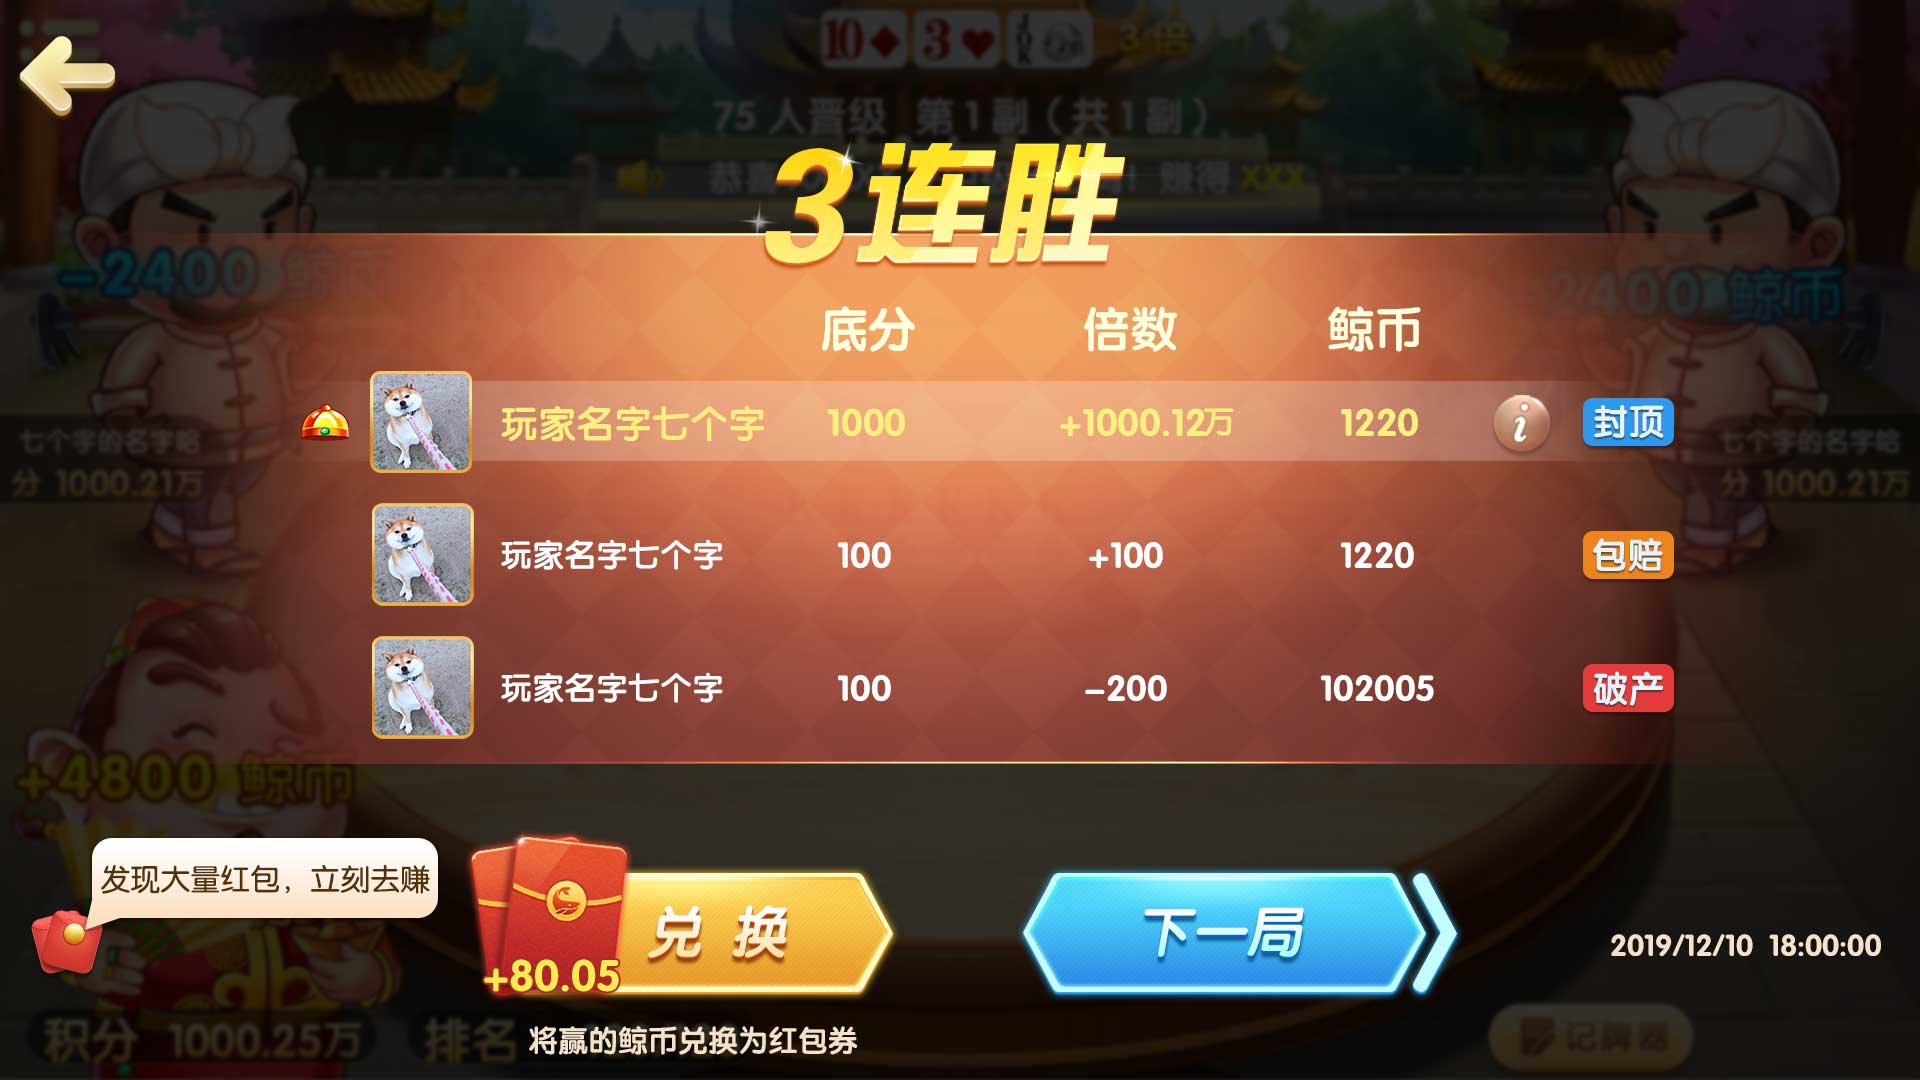 10 3 JOK 3 倍
75 人晋级 第1副（共1副）
恭喜 赚得 XXX
3连胜
-2400 鲸币
-2400 鲸币
底分 倍数 鲸币
玩家名字七个字 1000 +1000.12万 1220 i 封顶
七个字的名字哈
分 1000.21万
七个字的名字哈
分 1000.21万
玩家名字七个字 100 +100 1220 包赔
玩家名字七个字 100 -200 102005 破产
+4800 鲸币
发现大量红包，立刻去赚
+80.05
兑 换
下一局
2019/12/10 18:00:00
积分 1000.25万 排名
将赢的鲸币兑换为红包券
记牌器